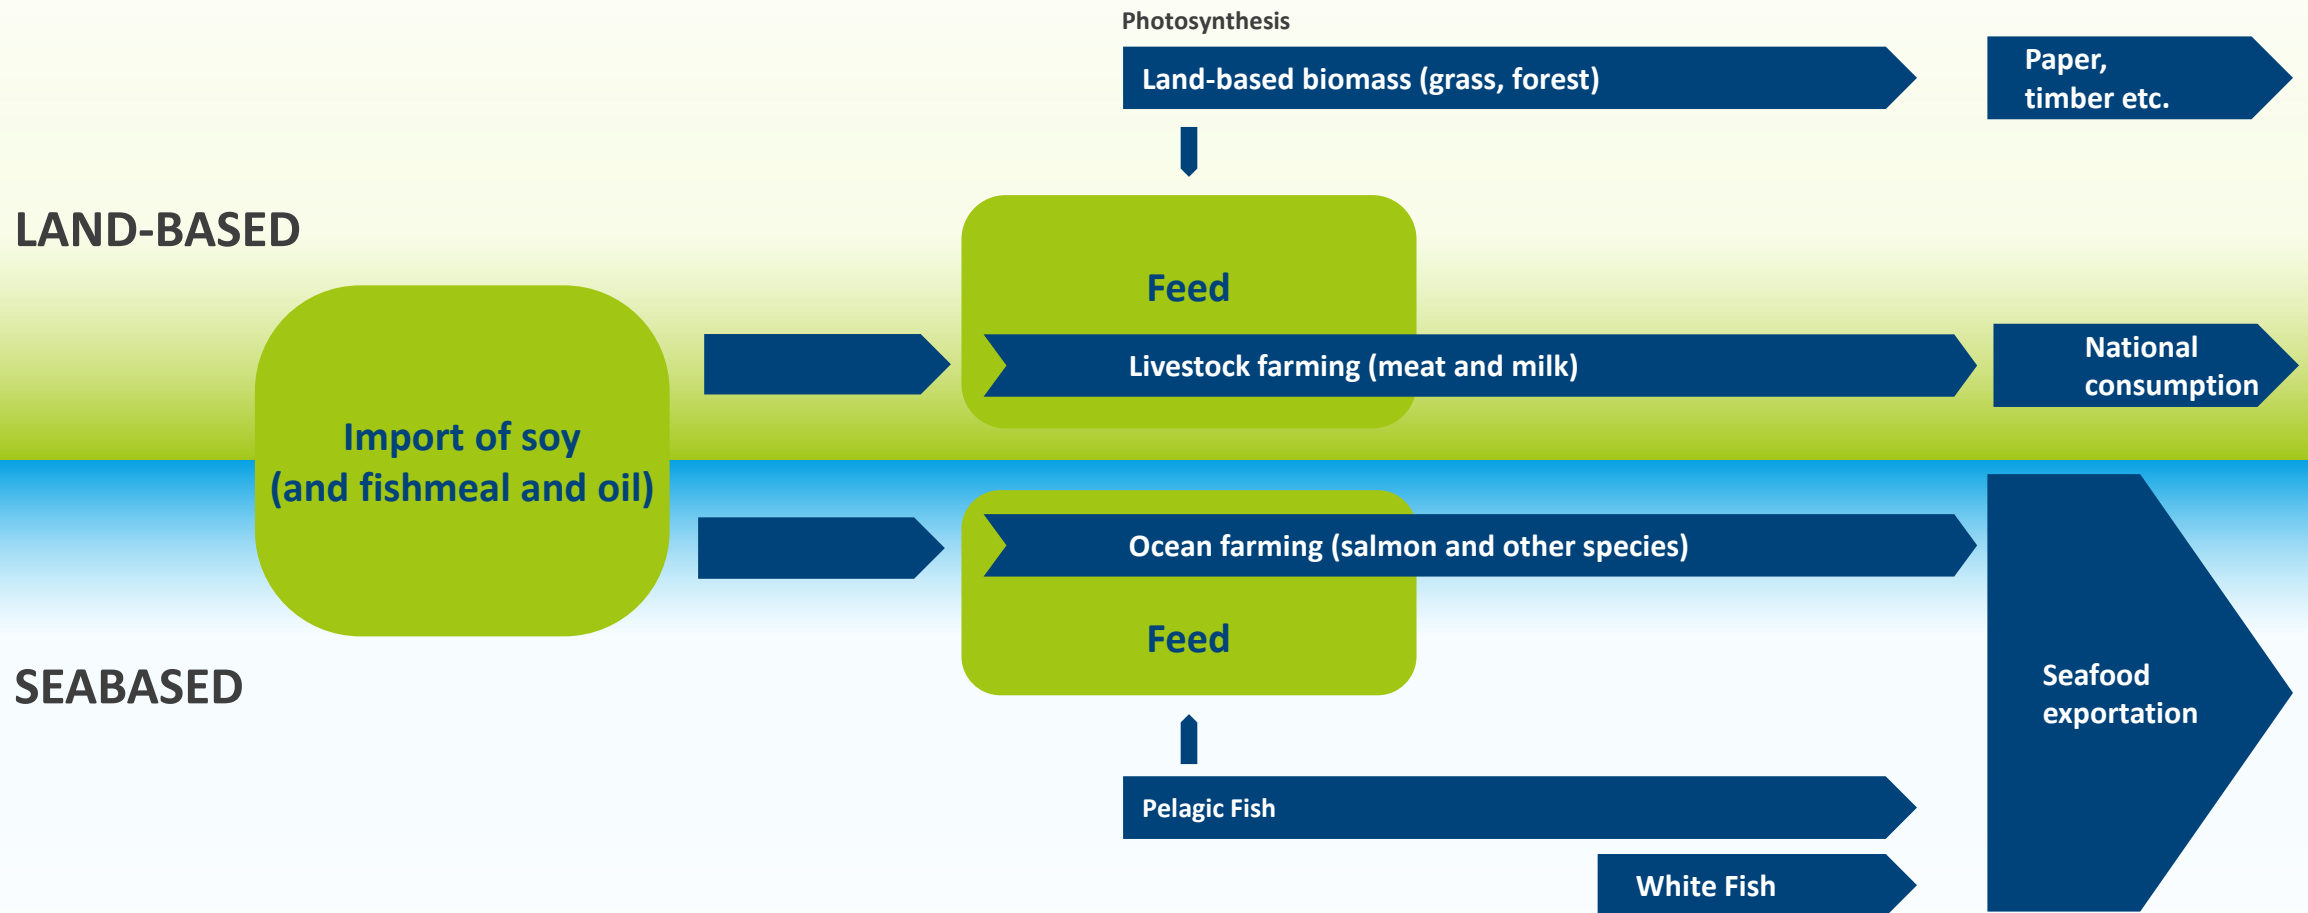 Photosynthesis
Land-based biomass (grass, forest)
Paper,
timber etc.
LAND-BASED
Feed
Livestock farming (meat and milk)
National
consumption
Import of soy
(and fishmeal and oil)
Ocean farming (salmon and other species)
Feed
SEABASED
Seafood
exportation
Pelagic Fish
White Fish